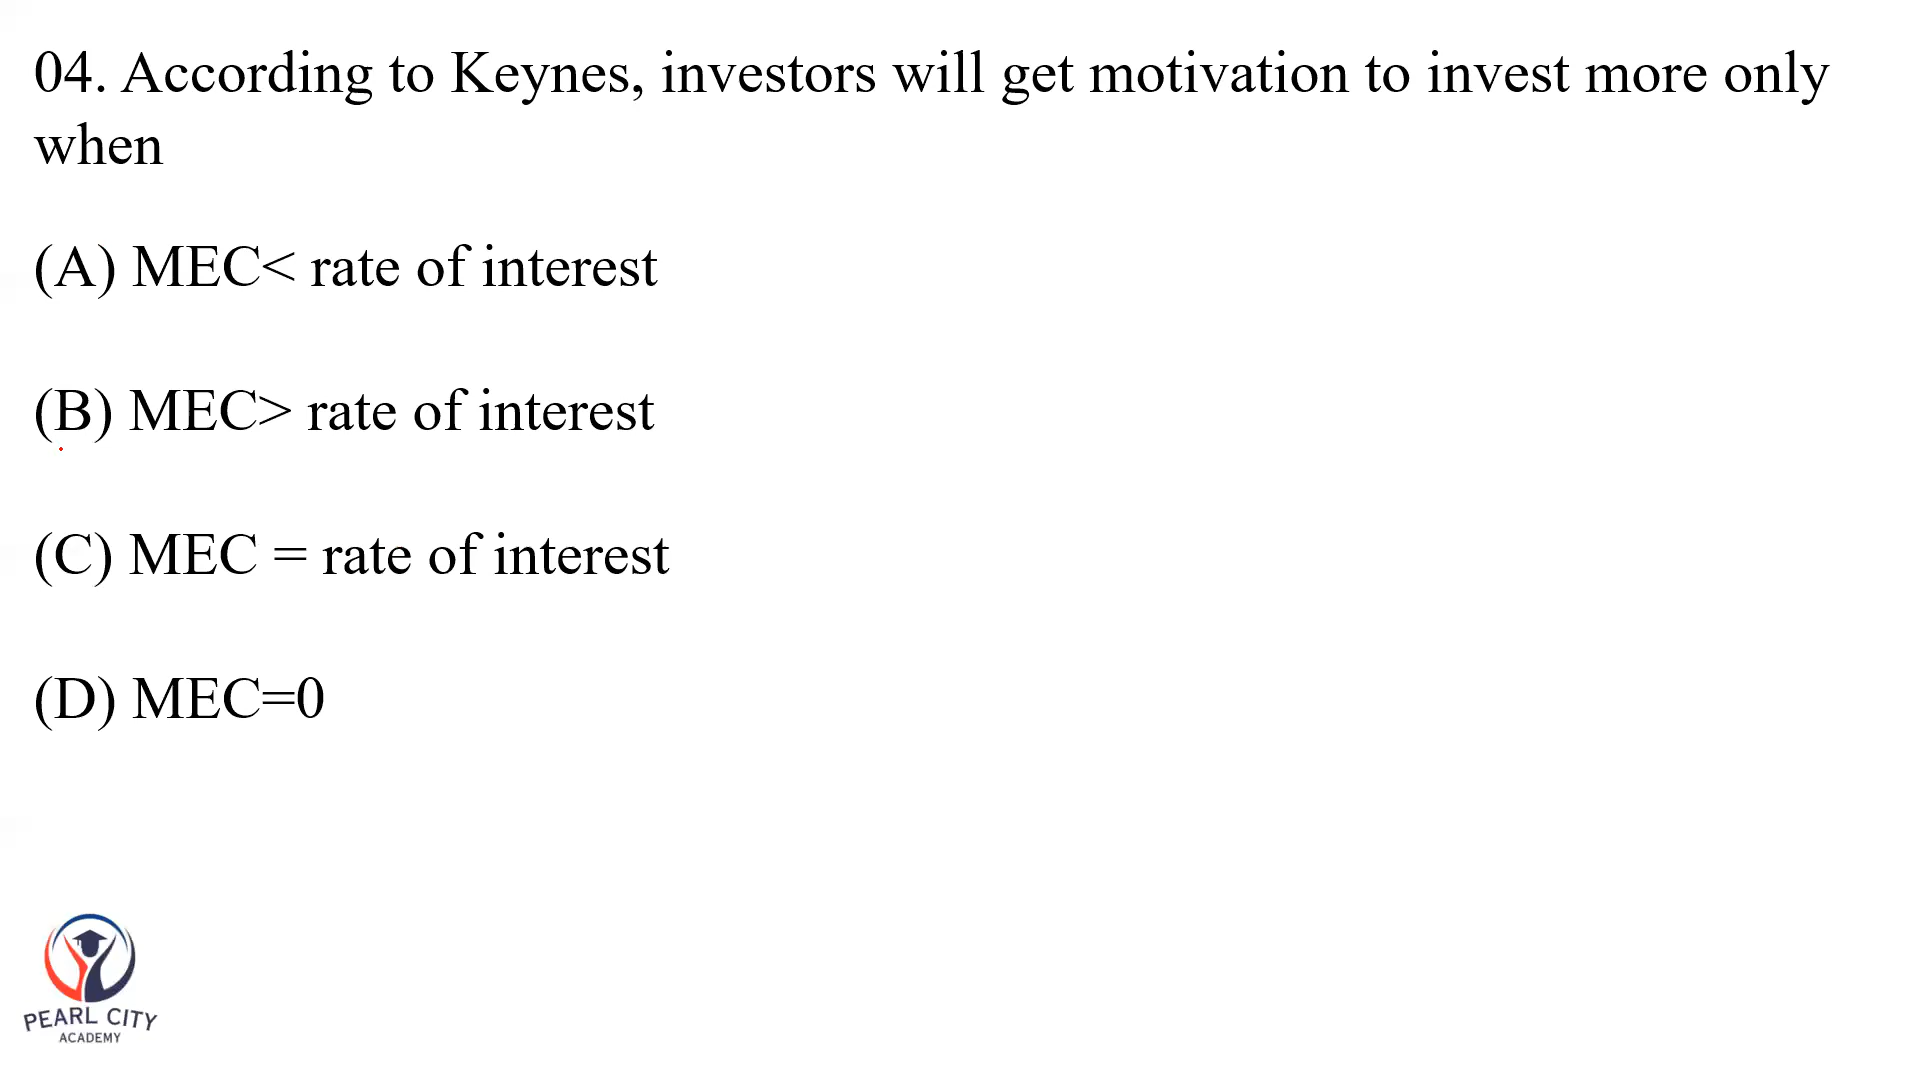 04. According to Keynes, investors will get motivation to invest more only
when
(A) MEC< rate of interest
(B) MEC> rate of interest
(C) MEC = rate of interest
(D) MEC=0
PEARL CITY
ACADEMY